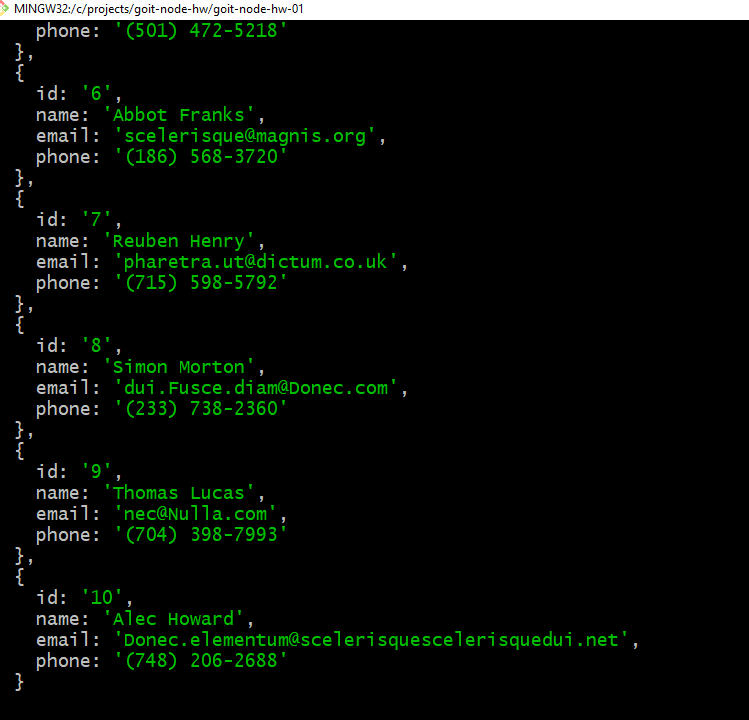 MINGW32:/c/projects/goit-node-hw/goit-node-hw-01
phone: '(501) 472-5218'
},
{
id: '6',
name: 'Abbot Franks',
email: 'scelerisque@magnis.org',
phone: '(186) 568-3720'
},
{
id: '7',
name: 'Reuben Henry',
email: 'pharetra.ut@dictum.co.uk',
phone: '(715) 598-5792'
},
{
id: '8',
name: 'Simon Morton',
email: 'dui.Fusce.diam@Donec.com',
phone: '(233) 738-2360'
},
{
id: '9',
name: 'Thomas Lucas',
email: 'nec@Nulla.com',
phone: '(704) 398-7993'
},
{
id: '10',
name: 'Alec Howard',
email: 'Donec.elementum@scelerisquescelerisquedui.net',
phone: '(748) 206-2688'
}